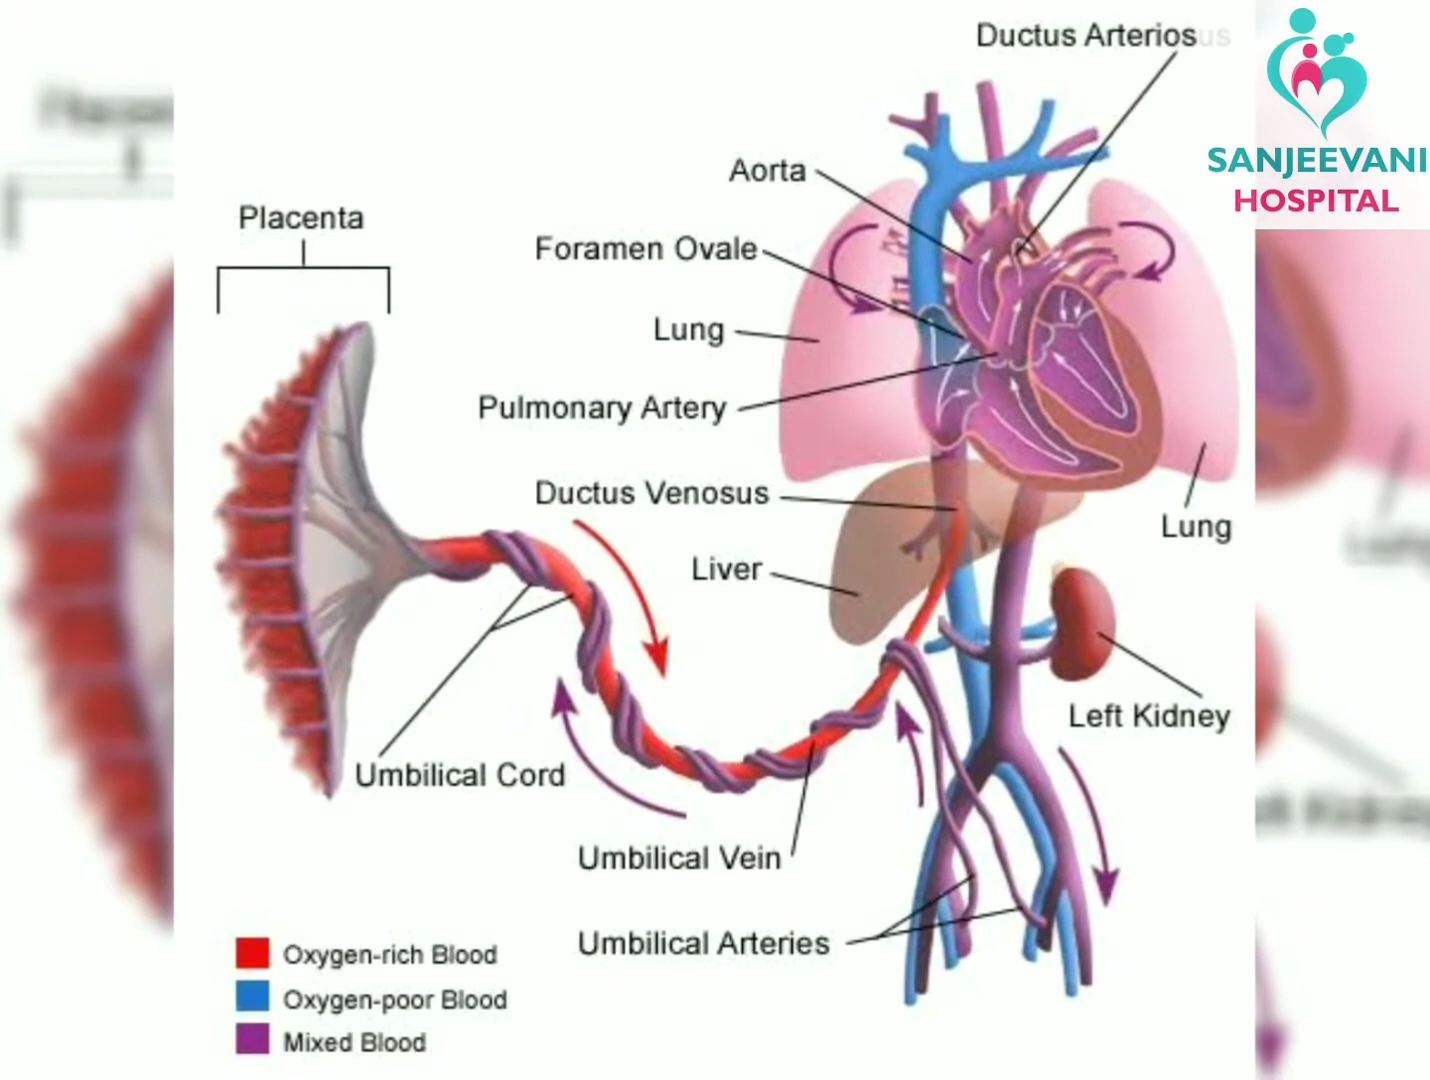 Ductus Arteriosus
SANJEEVANI
HOSPITAL
Aorta
Placenta
Foramen Ovale
Lung
Pulmonary Artery
Ductus Venosus
Lung
Liver
Left Kidney
Umbilical Cord
Umbilical Vein
Umbilical Arteries
Oxygen-rich Blood
Oxygen-poor Blood
Mixed Blood